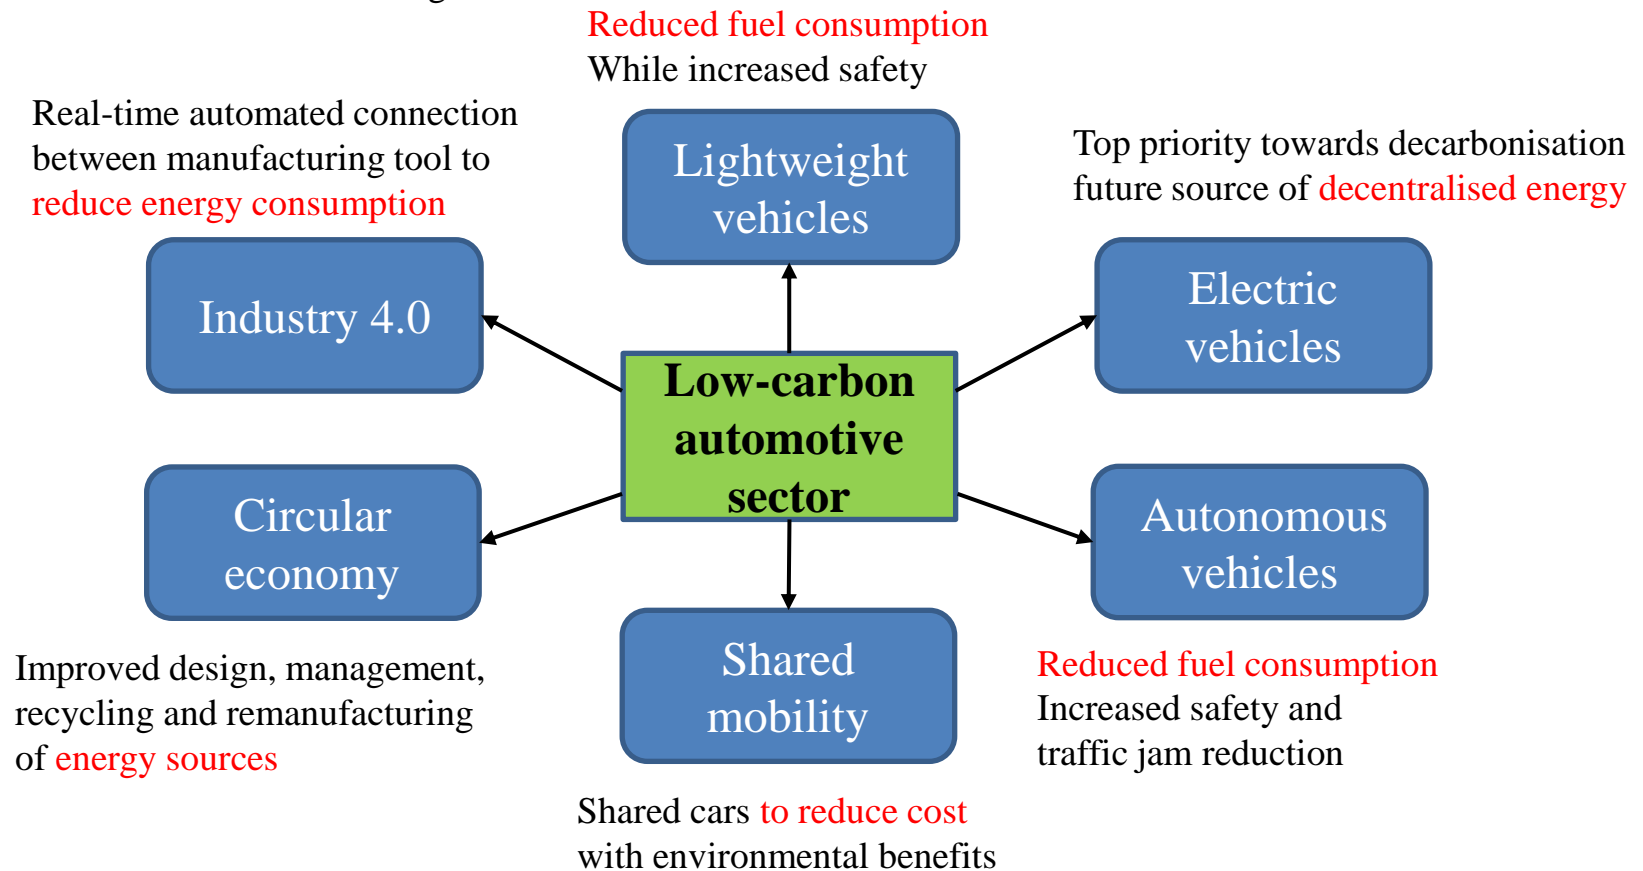 Reduced fuel consumption
While increased safety
Real-time automated connection
between manufacturing tool to
reduce energy consumption
Lightweight
vehicles
Top priority towards decarbonisation
future source of decentralised energy
Industry 4.0
Electric
vehicles
Low-carbon
automotive
sector
Circular
economy
Autonomous
vehicles
Improved design, management,
recycling and remanufacturing
of energy sources
Shared
mobility
Reduced fuel consumption
Increased safety and
traffic jam reduction
Shared cars to reduce cost
with environmental benefits